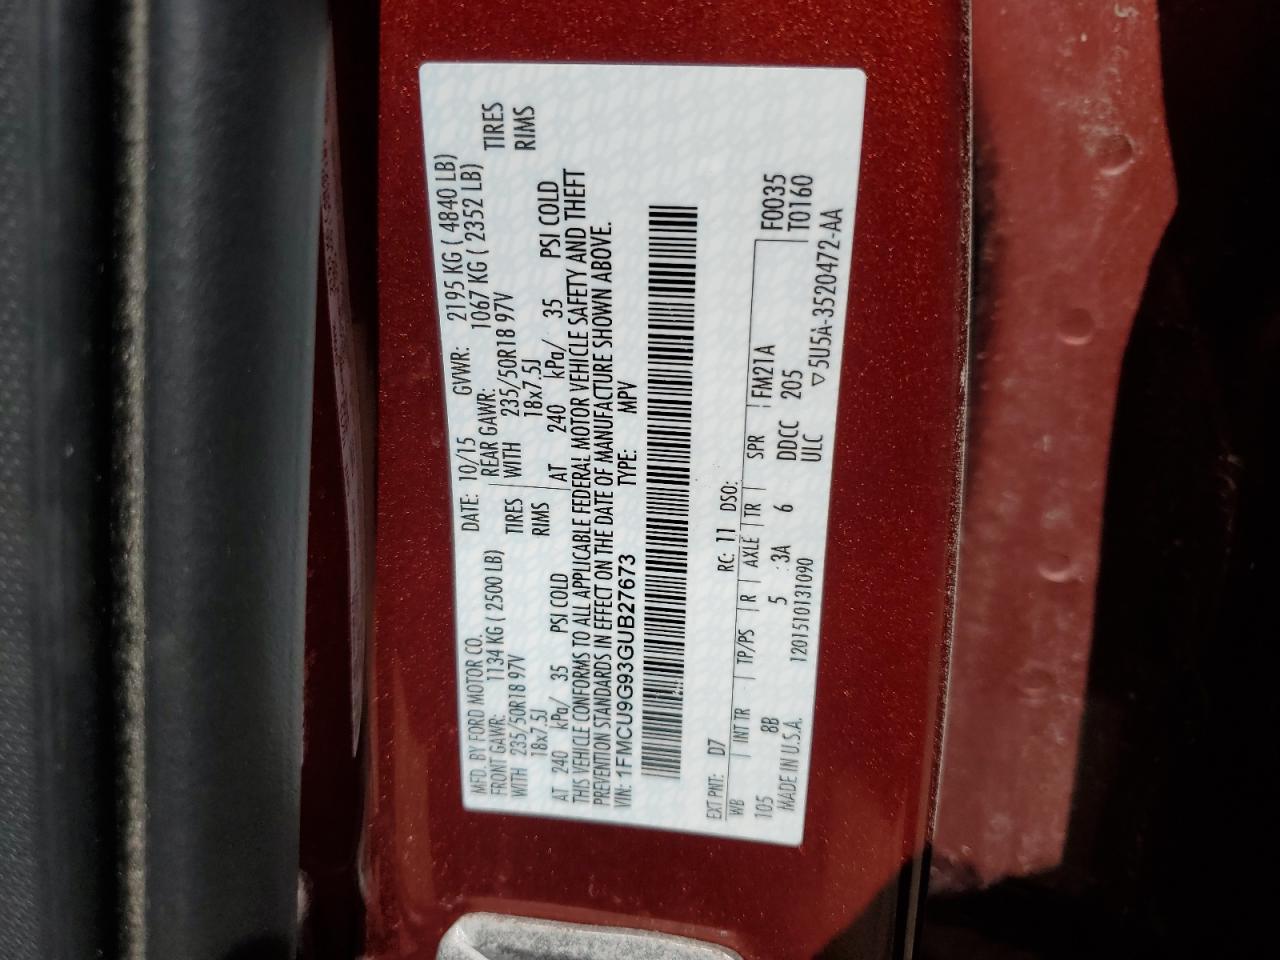 MFD. BY FORD MOTOR CO. DATE: 10/15 GVWR: 2195 KG ( 4840 LB)
FRONT GAWR: 1134 KG ( 2500 LB) REAR GAWR: 1067 KG ( 2352 LB)
WITH 235/50R18 97V TIRES WITH 235/50R18 97V TIRES
18x7.5J RIMS 18x7.5J RIMS
AT 240 kPa/ 35 PSI COLD AT 240 kPa/ 35 PSI COLD
THIS VEHICLE CONFORMS TO ALL APPLICABLE FEDERAL MOTOR VEHICLE SAFETY AND THEFT
PREVENTION STANDARDS IN EFFECT ON THE DATE OF MANUFACTURE SHOWN ABOVE.
VIN: 1FMCU9G93GUB27673 TYPE: MPV
EXT PNT: D7 RC: 11 DSO: F0035
WB INT TR TP/PS R AXLE TR SPR FM21A T0160
105 8B 5 3A 6 DDCC 205
MADE IN U.S.A. 1201510131090 ULC ▽5U5A-3520472-AA